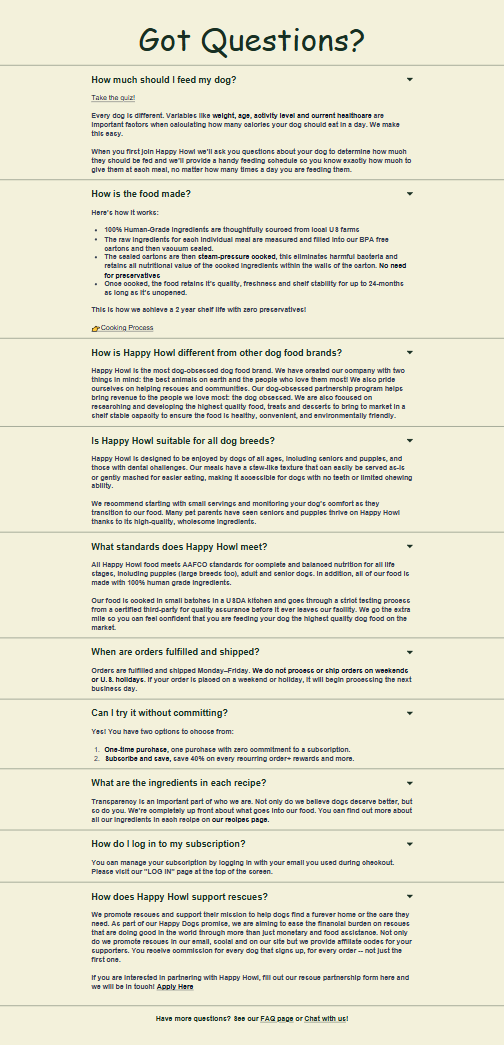 Got Questions?
How much should I feed my dog?
Take the quiz!
Every dog is different. Variables like weight, age, activity level and current healthcare are
important factors when calculating how many calories your dog should eat in a day. We make
this easy.
When you first join Happy Howl we'll ask you questions about your dog to determine how much
they should be fed and we'll provide a handy feeding schedule so you know exactly how much to
give them at each meal, no matter how many times a day you are feeding them.
How is the food made?
Here's how it works:
• 100% Human-Grade ingredients are thoughtfully sourced from local US farms
• The raw ingredients for each individual meal are measured and filled into our BPA free
cartons and then vacuum sealed.
• The sealed cartons are then steam-pressure cooked, this eliminates harmful bacteria and
retains all nutritional value of the cooked ingredients within the walls of the carton. No need
for preservatives
• Once cooked, the food retains it's quality, freshness and shelf stability for up to 24-months
as long as it's unopened.
This is how we achieve a 2 year shelf life with zero preservatives!
👉Cooking Process
How is Happy Howl different from other dog food brands?
Happy Howl is the most dog-obsessed dog food brand. We have created our company with two
things in mind: the best animals on earth and the people who love them most! We also pride
ourselves on helping rescues and communities. Our dog-obsessed partnership program helps
bring revenue to the people we love most: the dog obsessed. We are also focused on
researching and developing the highest quality food, treats and desserts to bring to market in a
shelf stable capacity to ensure the food is healthy, convenient, and environmentally friendly.
Is Happy Howl suitable for all dog breeds?
Happy Howl is designed to be enjoyed by dogs of all ages, including seniors and puppies, and
those with dental challenges. Our meals have a stew-like texture that can easily be served as-is
or gently mashed for easier eating, making it accessible for dogs with no teeth or limited chewing
ability.
We recommend starting with small servings and monitoring your dog's comfort as they
transition to our food. Many pet parents have seen seniors and puppies thrive on Happy Howl
thanks to its high-quality, wholesome ingredients.
What standards does Happy Howl meet?
All Happy Howl food meets AAFCO standards for complete and balanced nutrition for all life
stages, including puppies (large breeds too), adult and senior dogs. In addition, all of our food is
made with 100% human grade ingredients.
Our food is cooked in small batches in a USDA kitchen and goes through a strict testing process
from a certified third-party for quality assurance before it ever leaves our facility. We go the extra
mile so you can feel confident that you are feeding your dog the highest quality dog food on the
market.
When are orders fulfilled and shipped?
Orders are fulfilled and shipped Monday–Friday. We do not process or ship orders on weekends
or U.S. holidays. If your order is placed on a weekend or holiday, it will begin processing the next
business day.
Can I try it without committing?
Yes! You have two options to choose from:
1. One-time purchase, one purchase with zero commitment to a subscription.
2. Subscribe and save, save 40% on every recurring order+ rewards and more.
What are the ingredients in each recipe?
Transparency is an important part of who we are. Not only do we believe dogs deserve better, but
so do you. We're completely up front about what goes into our food. You can find out more about
all our ingredients in each recipe on our recipes page.
How do I log in to my subscription?
You can manage your subscription by logging in with your email you used during checkout.
Please visit our "LOG IN" page at the top of the screen.
How does Happy Howl support rescues?
We promote rescues and support their mission to help dogs find a furever home or the care they
need. As part of our Happy Dogs promise, we are aiming to ease the financial burden on rescues
that are doing good in the world through more than just monetary and food assistance. Not only
do we promote rescues in our email, social and on our site but we provide affiliate codes for your
supporters. You receive commission for every dog that signs up, for every order -- not just the
first one.
If you are interested in partnering with Happy Howl, fill out our rescue partnership form here and
we will be in touch! Apply Here
Have more questions? See our FAQ page or Chat with us!